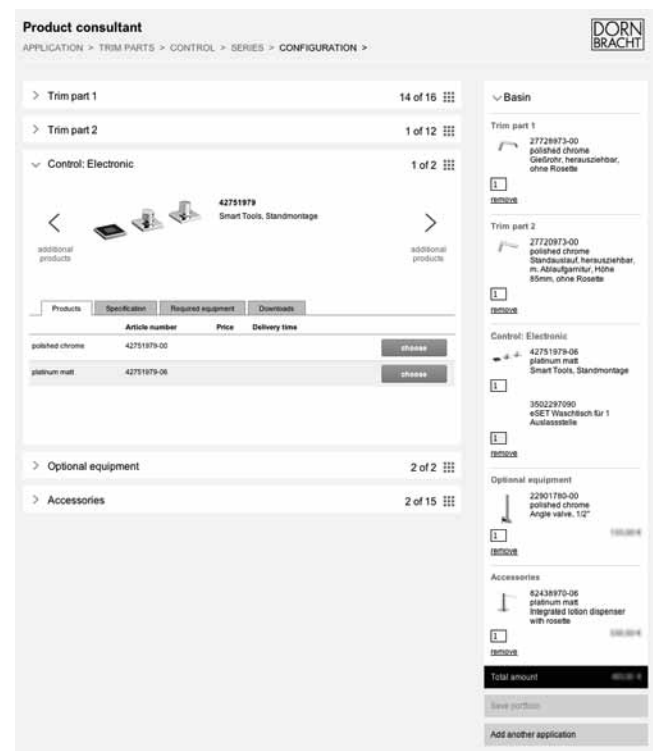 Product consultant
APPLICATION > TRIM PARTS > CONTROL > SERIES > CONFIGURATION >
DORN
BRACHT
Trim part 1
14 of 16
Trim part 2
1 of 12
Control: Electronic
1 of 2
42751979
Smart Tools, Standmontage
additional
products
additional
products
Products Specification Required equipment Downloads
Article number Price Delivery time
polished chrome 42751979-00 choose
platinum matt 42751979-06 choose
Optional equipment
2 of 2
Accessories
2 of 15
Basin
Trim part 1
27728973-00
polished chrome
Gießrohr, herausziehbar,
ohne Rosette
1
remove
Trim part 2
27720973-00
polished chrome
Standauslauf, herausziehbar,
m. Ablaufgarnitur, Höhe
85mm, ohne Rosette
1
remove
Control: Electronic
42751979-06
platinum matt
Smart Tools, Standmontage
1
3502297090
eSET Waschtisch für 1
Auslassstelle
1
remove
Optional equipment
22901780-00
polished chrome
Angle valve, 1/2"
1
remove
Accessories
82438970-06
platinum matt
Integrated lotion dispenser
with rosette
1
remove
Total amount
Save portfolio
Add another application